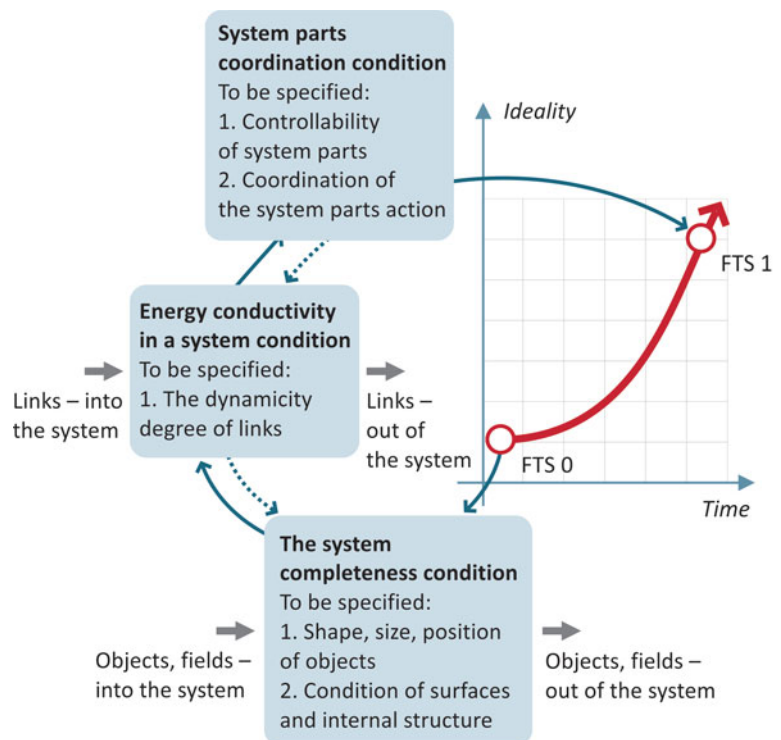 System parts
coordination condition
To be specified:
1. Controllability
of system parts
2. Coordination of
the system parts action
Ideality
FTS 1
Energy conductivity
in a system condition
To be specified:
1. The dynamicity
degree of links
Links – into
the system
Links –
out of
the system
FTS 0
Time
The system
completeness condition
To be specified:
1. Shape, size, position
of objects
2. Condition of surfaces
and internal structure
Objects, fields –
into the system
Objects, fields –
out of the system